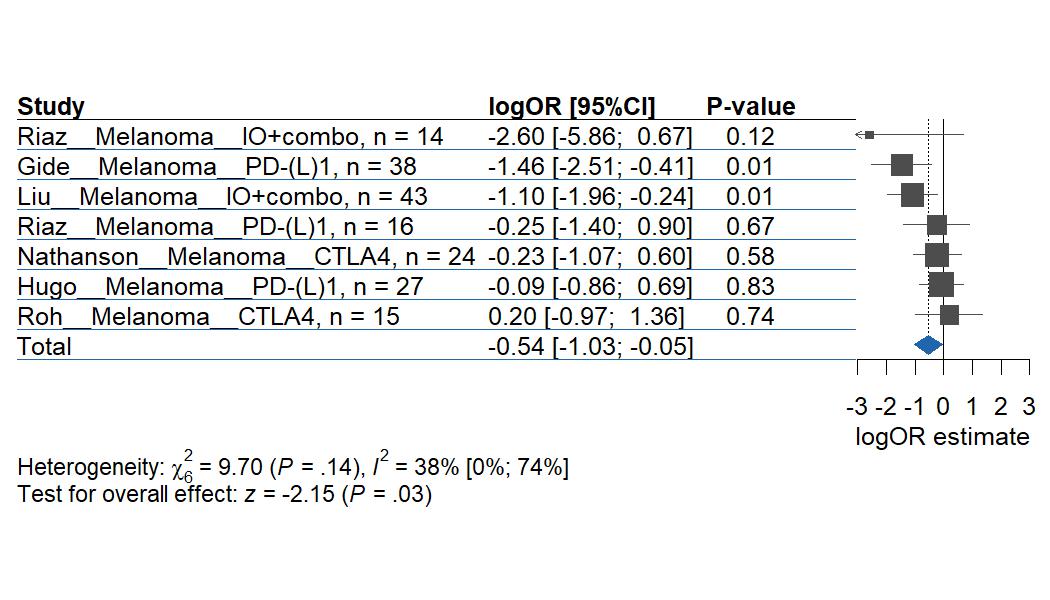 Study logOR [95%CI] P-value
Riaz__Melanoma__IO+combo, n = 14 -2.60 [-5.86; 0.67] 0.12
Gide__Melanoma__PD-(L)1, n = 38 -1.46 [-2.51; -0.41] 0.01
Liu__Melanoma__IO+combo, n = 43 -1.10 [-1.96; -0.24] 0.01
Riaz__Melanoma__PD-(L)1, n = 16 -0.25 [-1.40; 0.90] 0.67
Nathanson__Melanoma__CTLA4, n = 24 -0.23 [-1.07; 0.60] 0.58
Hugo__Melanoma__PD-(L)1, n = 27 -0.09 [-0.86; 0.69] 0.83
Roh__Melanoma__CTLA4, n = 15 0.20 [-0.97; 1.36] 0.74
Total -0.54 [-1.03; -0.05]
-3 -2 -1 0 1 2 3
logOR estimate
Heterogeneity: χ²₆ = 9.70 (P = .14), I² = 38% [0%; 74%]
Test for overall effect: z = -2.15 (P = .03)